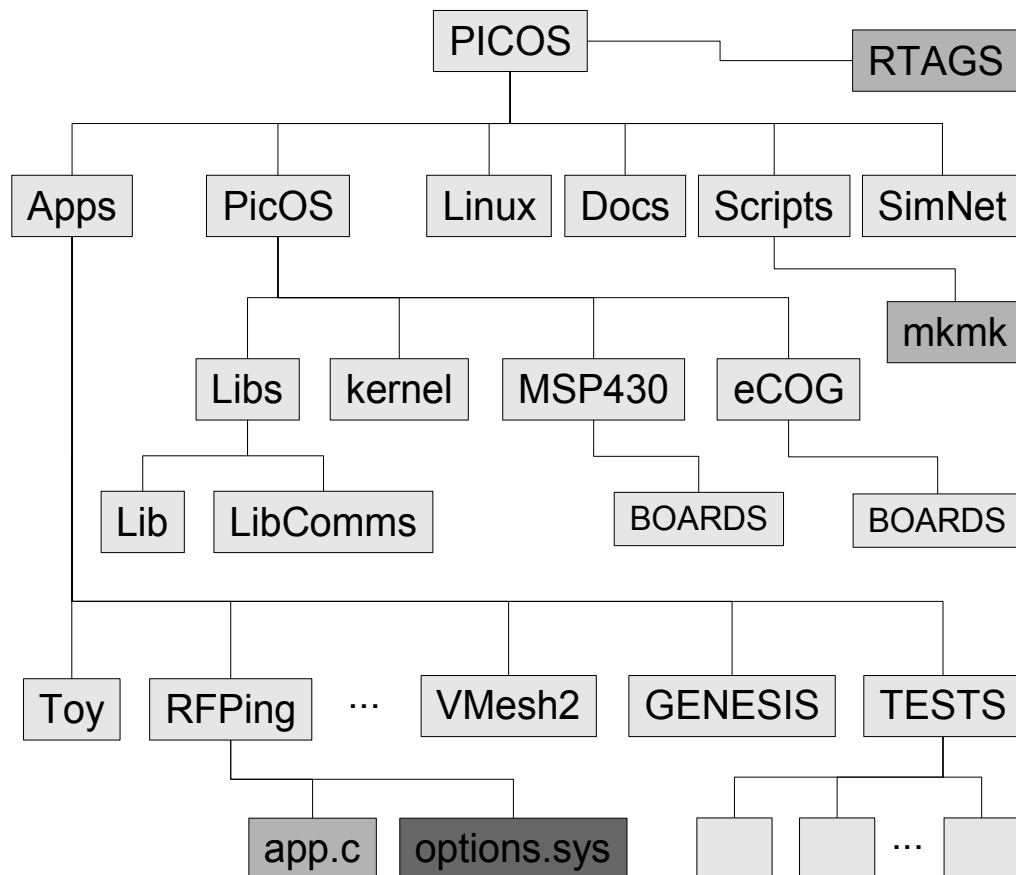 PICOS
RTAGS
Apps
PicOS
Linux
Docs
Scripts
SimNet
mkmk
Libs
kernel
MSP430
eCOG
Lib
LibComms
BOARDS
BOARDS
Toy
RFPing
...
VMesh2
GENESIS
TESTS
app.c
options.sys
...